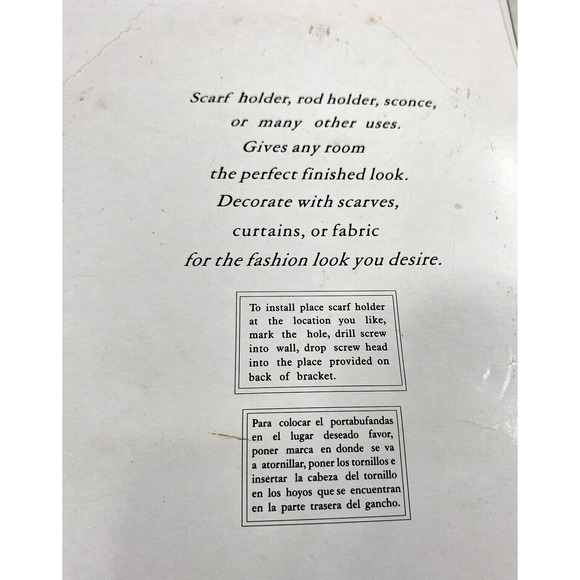 Scarf holder, rod holder, sconce,
or many other uses.
Gives any room
the perfect finished look.
Decorate with scarves,
curtains, or fabric
for the fashion look you desire.
To install place scarf holder
at the location you like,
mark the hole, drill screw
into wall, drop screw head
into the place provided on
back of bracket.
Para colocar el portabufandas
en el lugar deseado favor,
poner marca en donde se va
a atornillar, poner los tornillos e
insertar la cabeza del tornillo
en los hoyos que se encuentran
en la parte trasera del gancho.